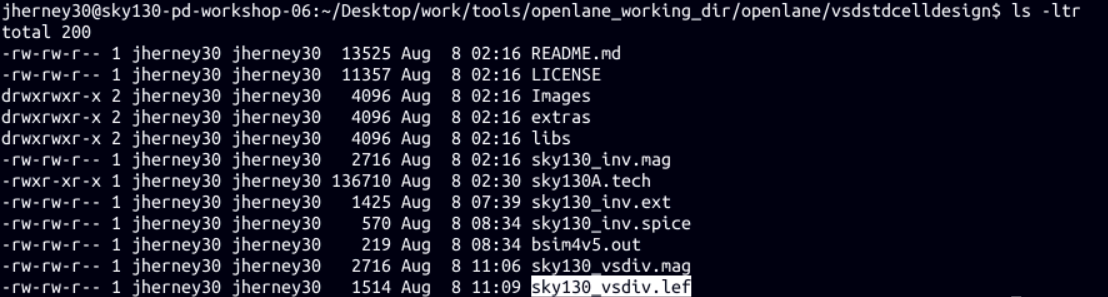 jherney30@sky130-pd-workshop-06:~/Desktop/work/tools/openlane_working_dir/openlane/vsdstdcelldesign$ ls -ltr
total 200
-rw-rw-r-- 1 jherney30 jherney30  13525 Aug  8 02:16 README.md
-rw-rw-r-- 1 jherney30 jherney30  11357 Aug  8 02:16 LICENSE
drwxrwxr-x 2 jherney30 jherney30   4096 Aug  8 02:16 Images
drwxrwxr-x 2 jherney30 jherney30   4096 Aug  8 02:16 extras
drwxrwxr-x 2 jherney30 jherney30   4096 Aug  8 02:16 libs
-rw-rw-r-- 1 jherney30 jherney30   2716 Aug  8 02:16 sky130_inv.mag
-rwxr-xr-x 1 jherney30 jherney30 136710 Aug  8 02:30 sky130A.tech
-rw-rw-r-- 1 jherney30 jherney30   1425 Aug  8 07:39 sky130_inv.ext
-rw-rw-r-- 1 jherney30 jherney30    570 Aug  8 08:34 sky130_inv.spice
-rw-rw-r-- 1 jherney30 jherney30    219 Aug  8 08:34 bsim4v5.out
-rw-rw-r-- 1 jherney30 jherney30   2716 Aug  8 11:06 sky130_vsdiv.mag
-rw-rw-r-- 1 jherney30 jherney30   1514 Aug  8 11:09 sky130_vsdiv.lef